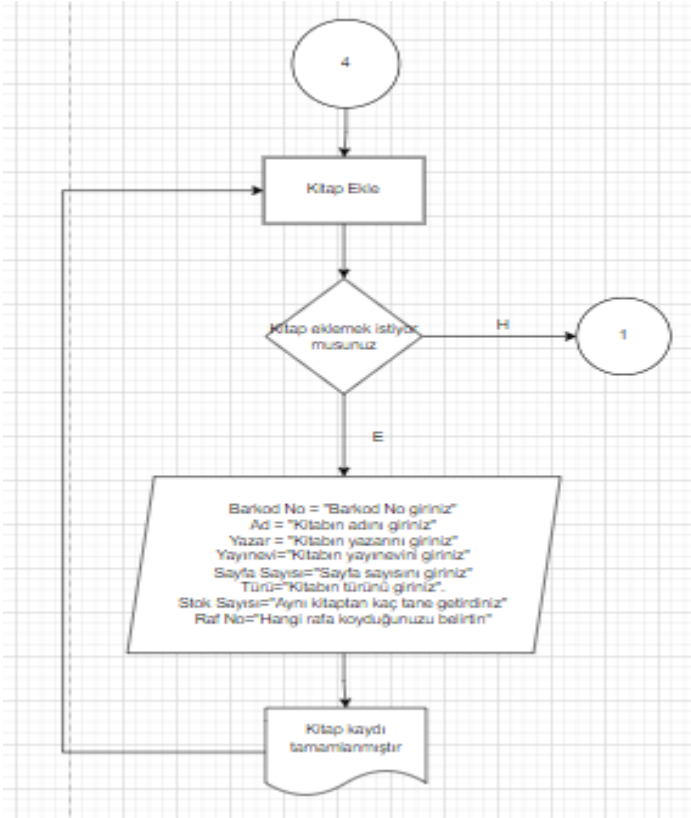 4
Kitap Ekle
Kitap eklemek istiyor
musunuz
H
1
E
Barkod No = "Barkod No giriniz"
Ad = "Kitabın adını giriniz"
Yazar = "Kitabın yazarını giriniz"
Yayınevi="Kitabın yayınevini giriniz"
Sayfa Sayısı="Sayfa sayısını giriniz"
Türü="Kitabın türünü giriniz".
Stok Sayısı="Aynı kitaptan kaç tane getirdiniz"
Raf No="Hangi rafa koyduğunuzu belirtin"
Kitap kaydı
tamamlanmıştır